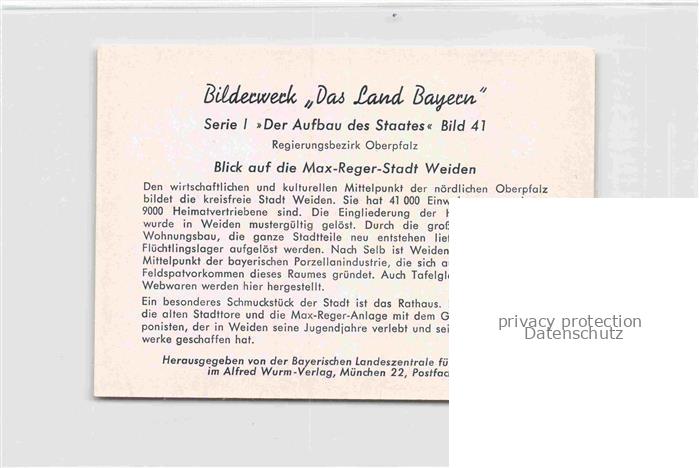 Bilderwerk „Das Land Bayern“
Serie I »Der Aufbau des Staates« Bild 41
Regierungsbezirk Oberpfalz
Blick auf die Max-Reger-Stadt Weiden
Den wirtschaftlichen und kulturellen Mittelpunkt der nördlichen Oberpfalz
bildet die kreisfreie Stadt Weiden. Sie hat 41 000
9000 Heimatvertriebene sind. Die Eingliederung der
wurde in Weiden mustergültig gelöst. Durch die
Wohnungsbau, die ganze Stadtteile neu entstehen
Flüchtlingslager aufgelöst werden. Nach Selb ist Weiden
Mittelpunkt der bayerischen Porzellanindustrie, die sich
Feldspatvorkommen dieses Raumes gründet. Auch
Webwaren werden hier hergestellt.
Ein besonderes Schmuckstück der Stadt ist das Rathaus.
die alten Stadttore und die Max-Reger-Anlage mit dem
ponisten, der in Weiden seine Jugendjahre verlebt und
werke geschaffen hat.
Herausgegeben von der Bayerischen Landeszentrale für
im Alfred Wurm-Verlag, München 22,
privacy protection
Datenschutz